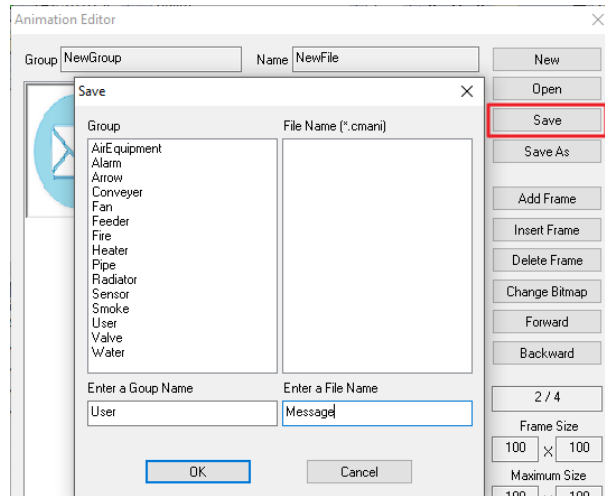 Animation Editor
Group NewGroup Name NewFile
New
Open
Save
Save As
Add Frame
Insert Frame
Delete Frame
Change Bitmap
Forward
Backward
2 / 4
Frame Size
100 × 100
Maximum Size
Save
Group
AirEquipment
Alarm
Arrow
Conveyer
Fan
Feeder
Fire
Heater
Pipe
Radiator
Sensor
Smoke
User
Valve
Water
File Name (*.cmani)
Enter a Goup Name
User
Enter a File Name
Message
OK
Cancel